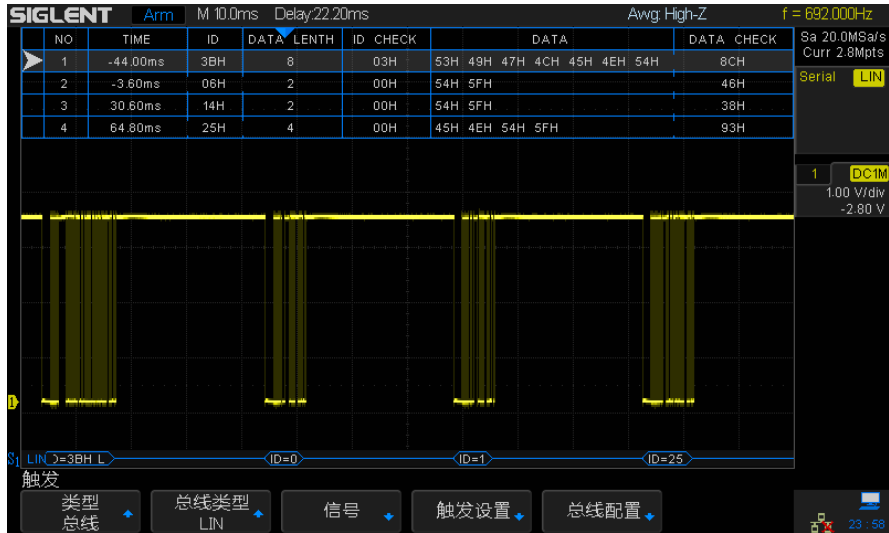 SIGLENT Arm M 10.0ms Delay:22.20ms Awg: High-Z f = 692.000Hz
Sa 20.0MSa/s
Curr 2.8Mpts
NO TIME ID DATA LENTH ID CHECK DATA DATA CHECK
1 -44.00ms 3BH 8 03H 53H 49H 47H 4CH 45H 4EH 54H 8CH
2 -3.60ms 06H 2 00H 54H 5FH 46H
3 30.60ms 14H 2 00H 54H 5FH 38H
4 64.80ms 25H 4 00H 45H 4EH 54H 5FH 93H
Serial LIN
1 DC1M
1.00 V/div
-2.80 V
1
S1 LIN D=3BH L ID=0 ID=1 ID=25
触发
类型
总线
总线类型
LIN
信号
触发设置
总线配置
23:58